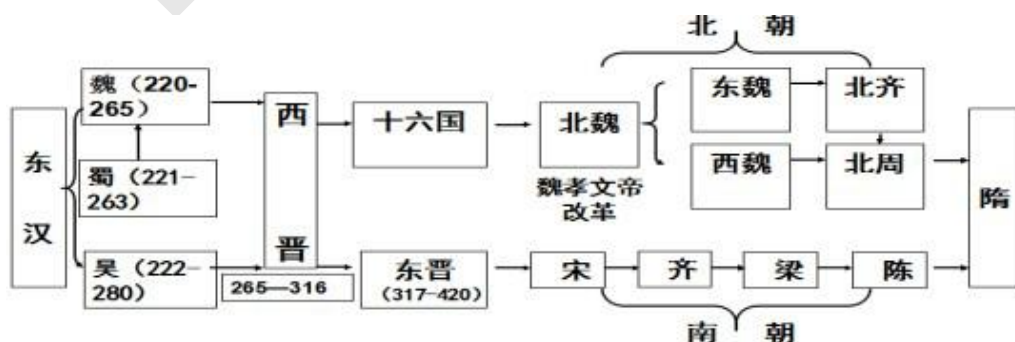 北 朝
东
汉
魏（220-
265）
蜀（221-
263）
吴（222-
280）
西
晋
265—316
十六国
东晋
（317-420）
北魏
魏孝文帝
改革
东魏
北齐
西魏
北周
宋
齐
梁
陈
南 朝
隋